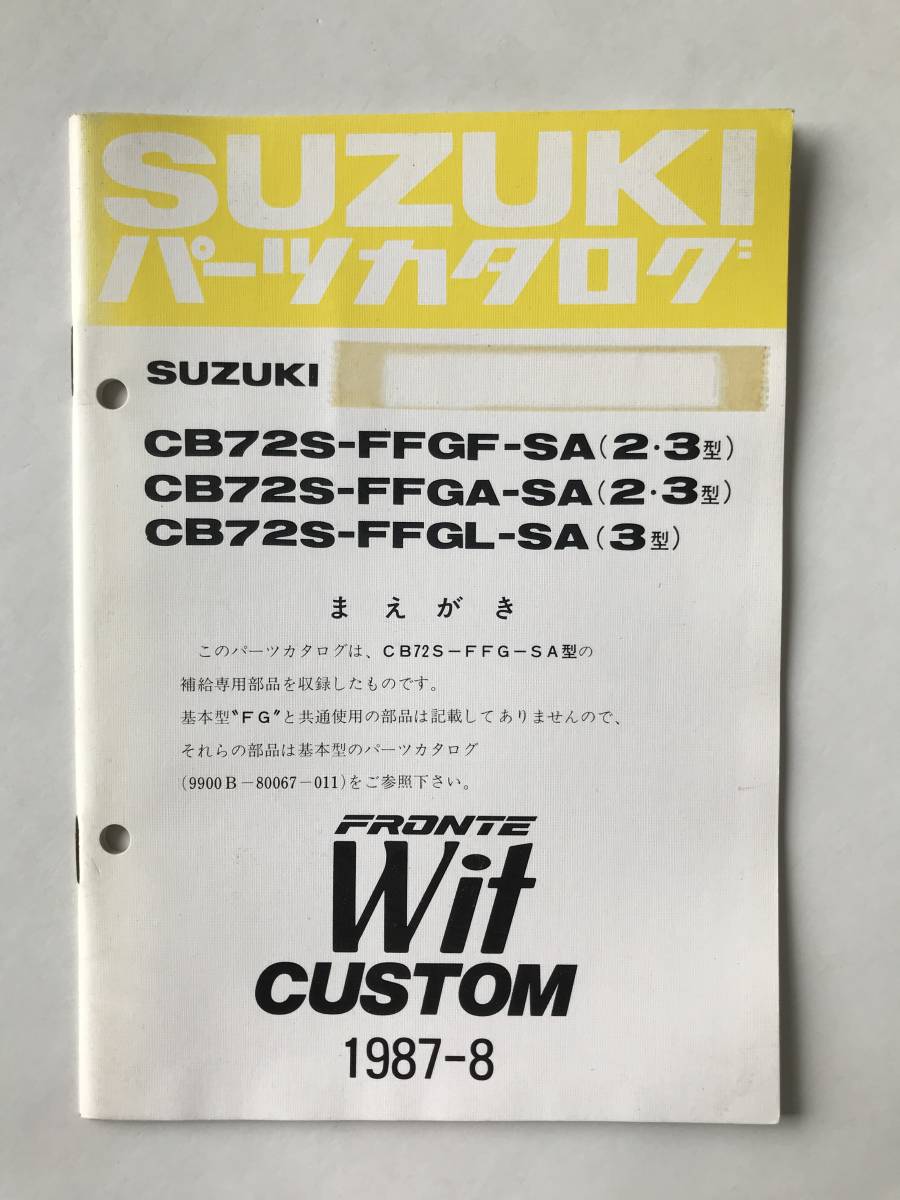 SUZUKI
パーツカタログ
SUZUKI
CB72S-FFGF-SA(2・3型)
CB72S-FFGA-SA(2・3型)
CB72S-FFGL-SA(3型)
まえがき
このパーツカタログは、CB72S-FFG-SA型の
補給専用部品を収録したものです。
基本型〝FG〟と共通使用の部品は記載してありませんので、
それらの部品は基本型のパーツカタログ
(9900B-80067-011)をご参照下さい。
FRONTE
Wit
CUSTOM
1987-8